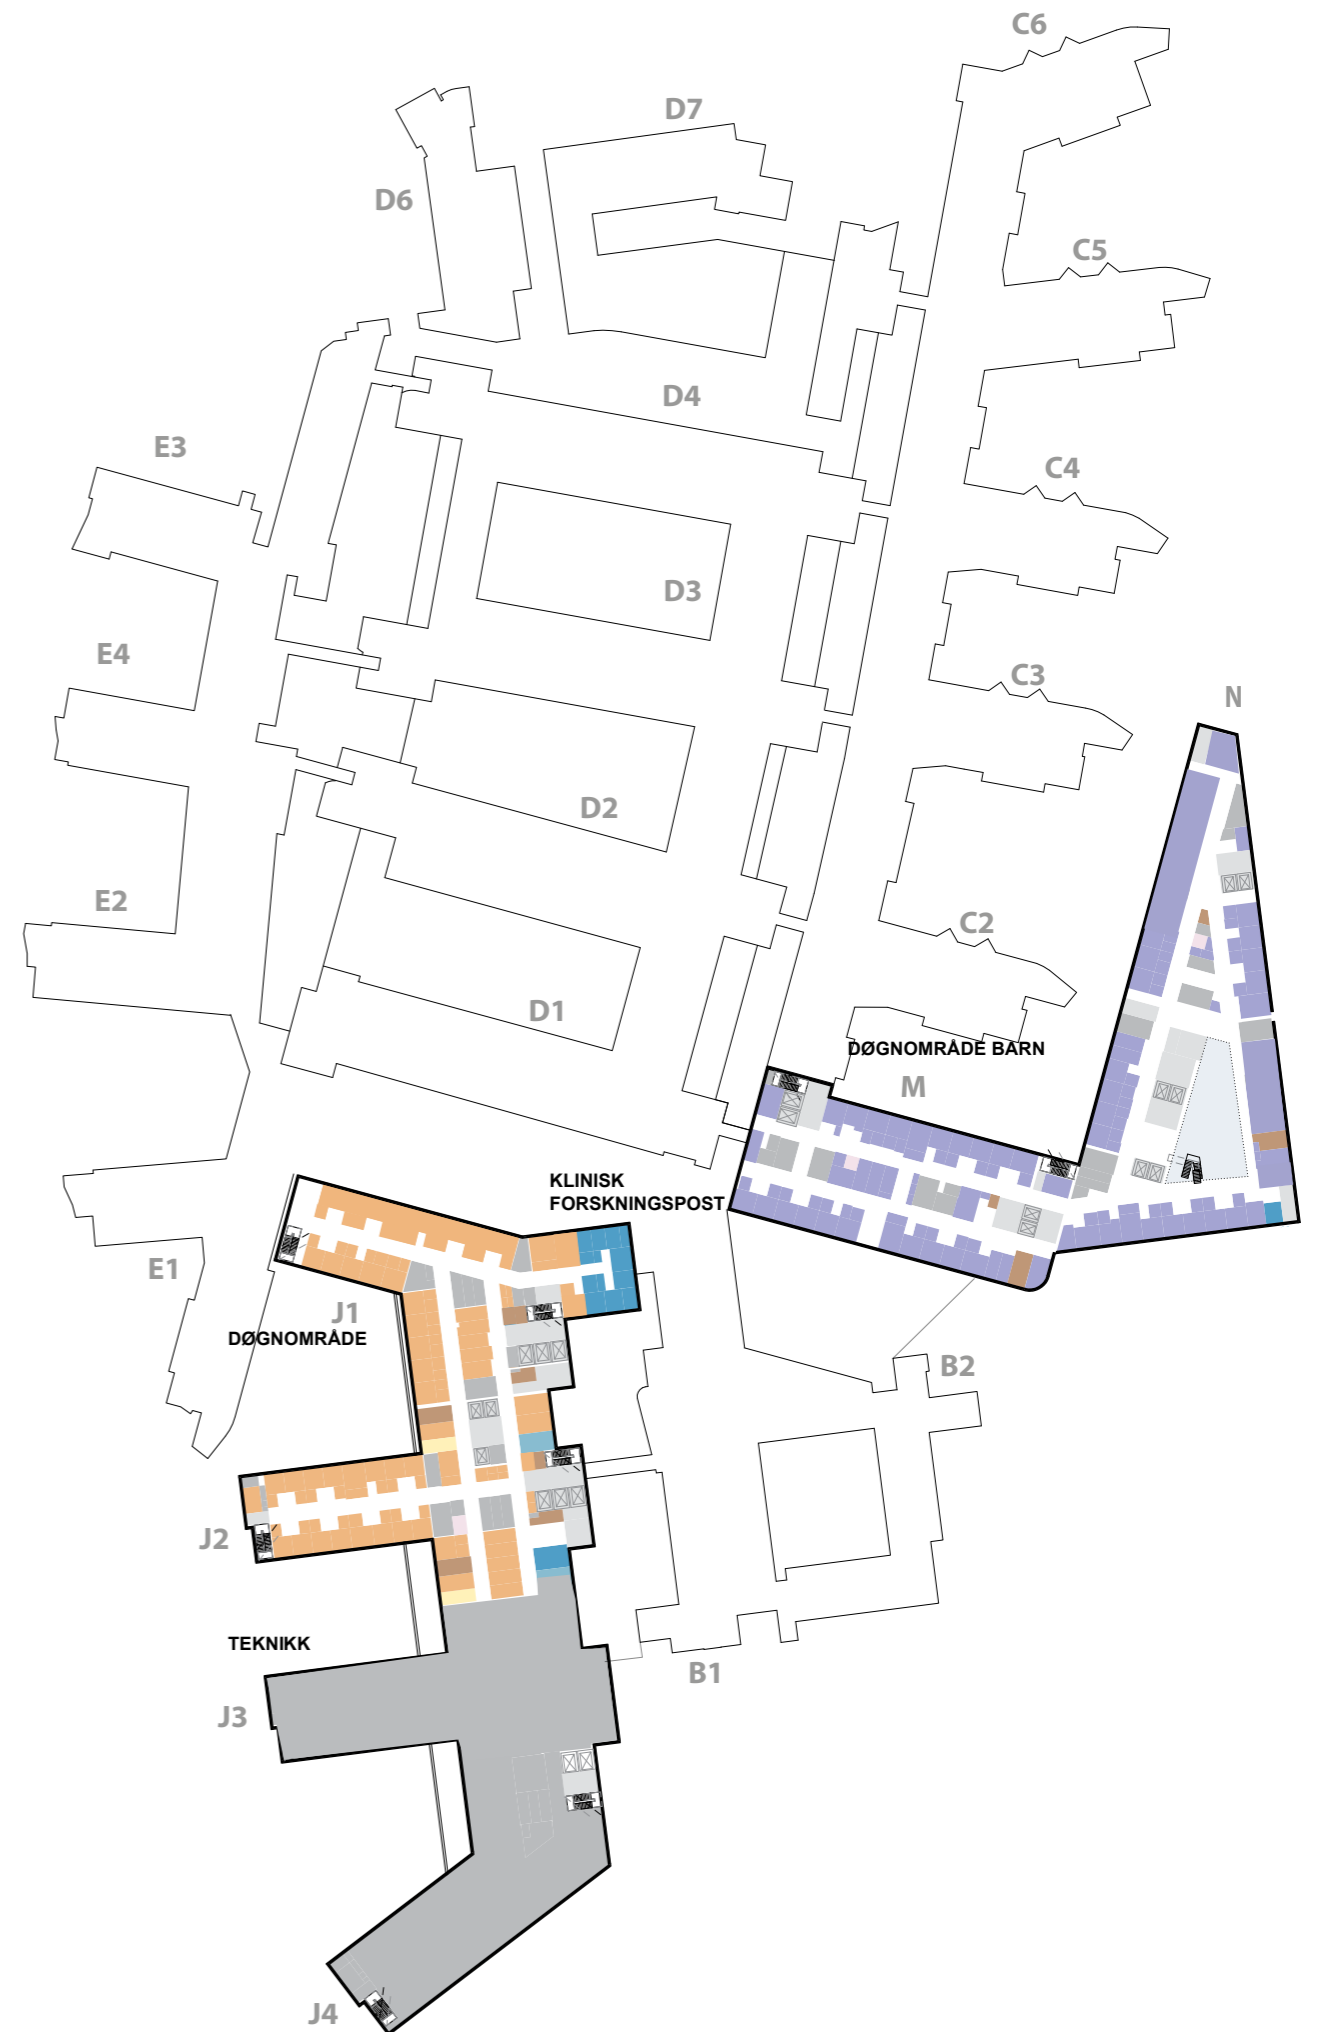 C6
D7
D6
C5
D4
E3
C4
D3
E4
C3
N
D2
E2
C2
D1
DØGNOMRÅDE BARN
M
KLINISK
FORSKNINGSPOST
E1
J1
DØGNOMRÅDE
B2
J2
TEKNIKK
B1
J3
J4